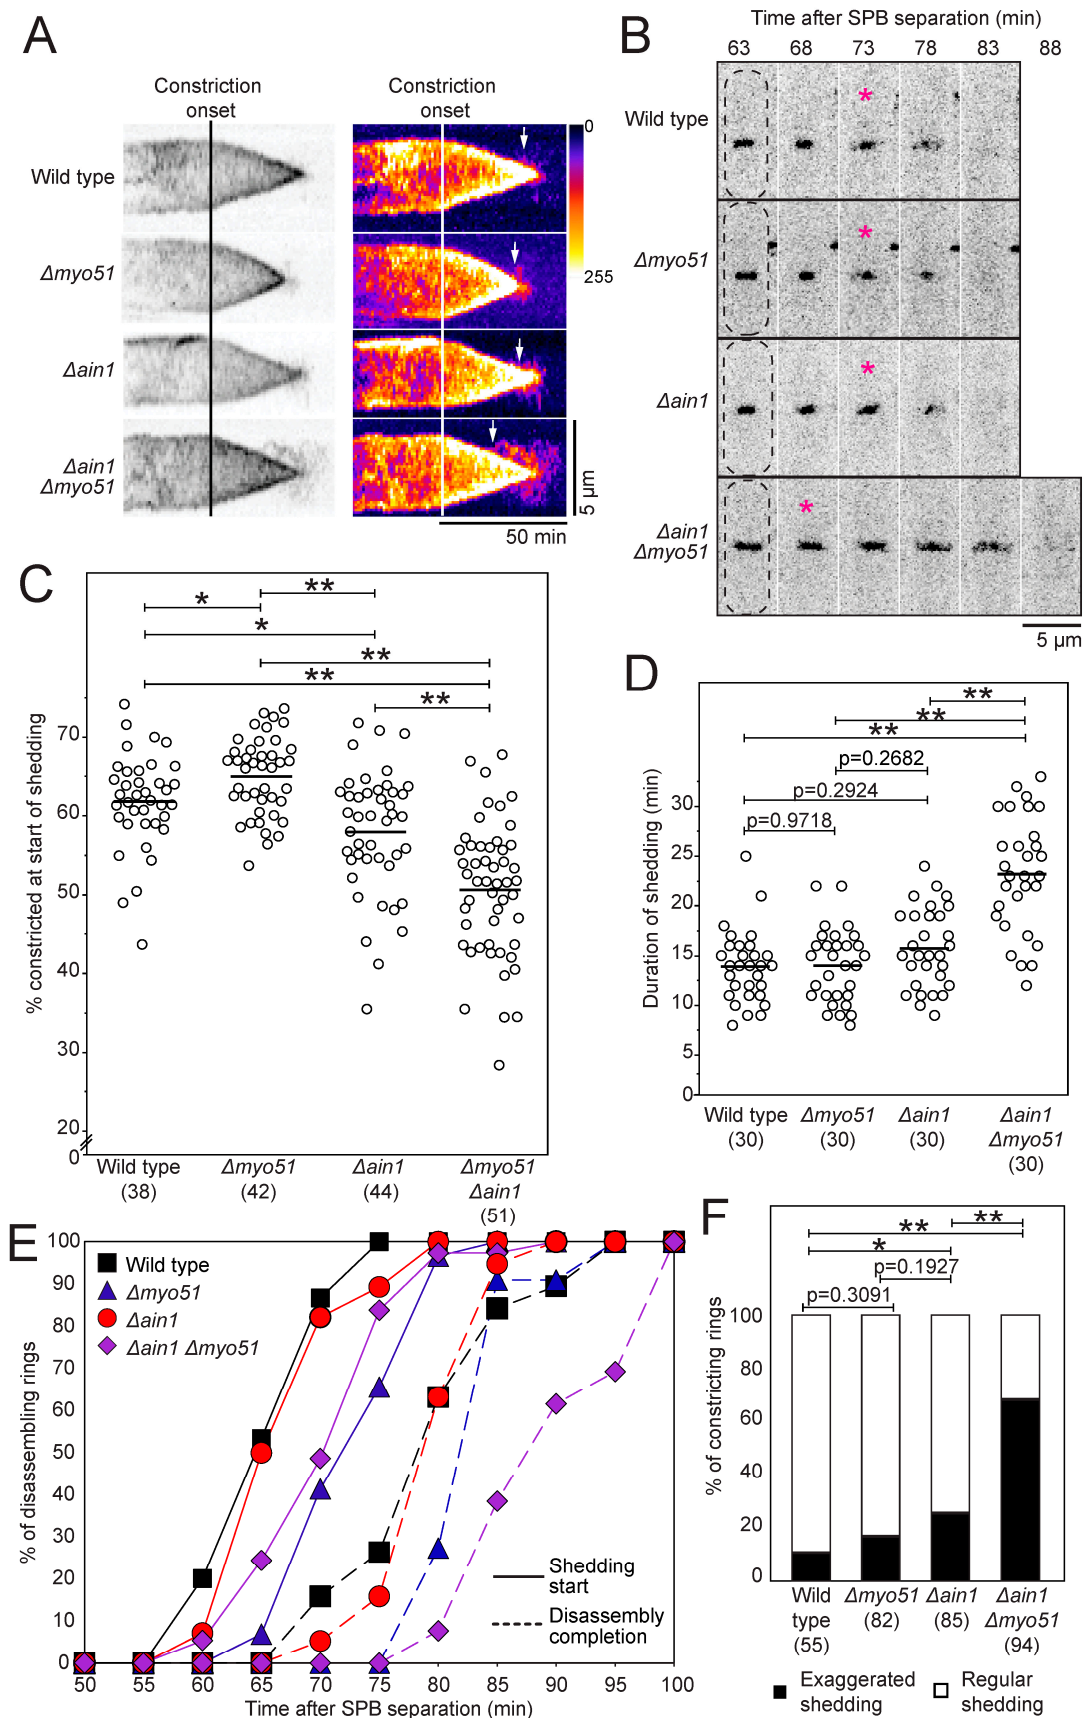 A
Constriction
onset
Constriction
onset
Wild type
Δmyo51
Δain1
Δain1
Δmyo51
0
255
5 µm
50 min
B
Time after SPB separation (min)
63 68 73 78 83 88
Wild type
*
Δmyo51
*
Δain1
*
Δain1
Δmyo51
*
5 µm
C
% constricted at start of shedding
**
*
*
**
**
**
70
60
50
40
30
20
0
Wild type
(38)
Δmyo51
(42)
Δain1
(44)
Δmyo51
Δain1
(51)
D
Duration of shedding (min)
**
**
**
p=0.2682
p=0.2924
p=0.9718
30
25
20
15
10
5
0
Wild type
(30)
Δmyo51
(30)
Δain1
(30)
Δain1
Δmyo51
(30)
E
% of disassembling rings
100
90
80
70
60
50
40
30
20
10
0
Wild type
Δmyo51
Δain1
Δain1 Δmyo51
Shedding
start
Disassembly
completion
50 55 60 65 70 75 80 85 90 95 100
Time after SPB separation (min)
F
% of constricting rings
**
**
*
p=0.1927
p=0.3091
100
80
60
40
20
0
Wild
type
(55)
Δmyo51
(82)
Δain1
(85)
Δain1
Δmyo51
(94)
Exaggerated
shedding
Regular
shedding